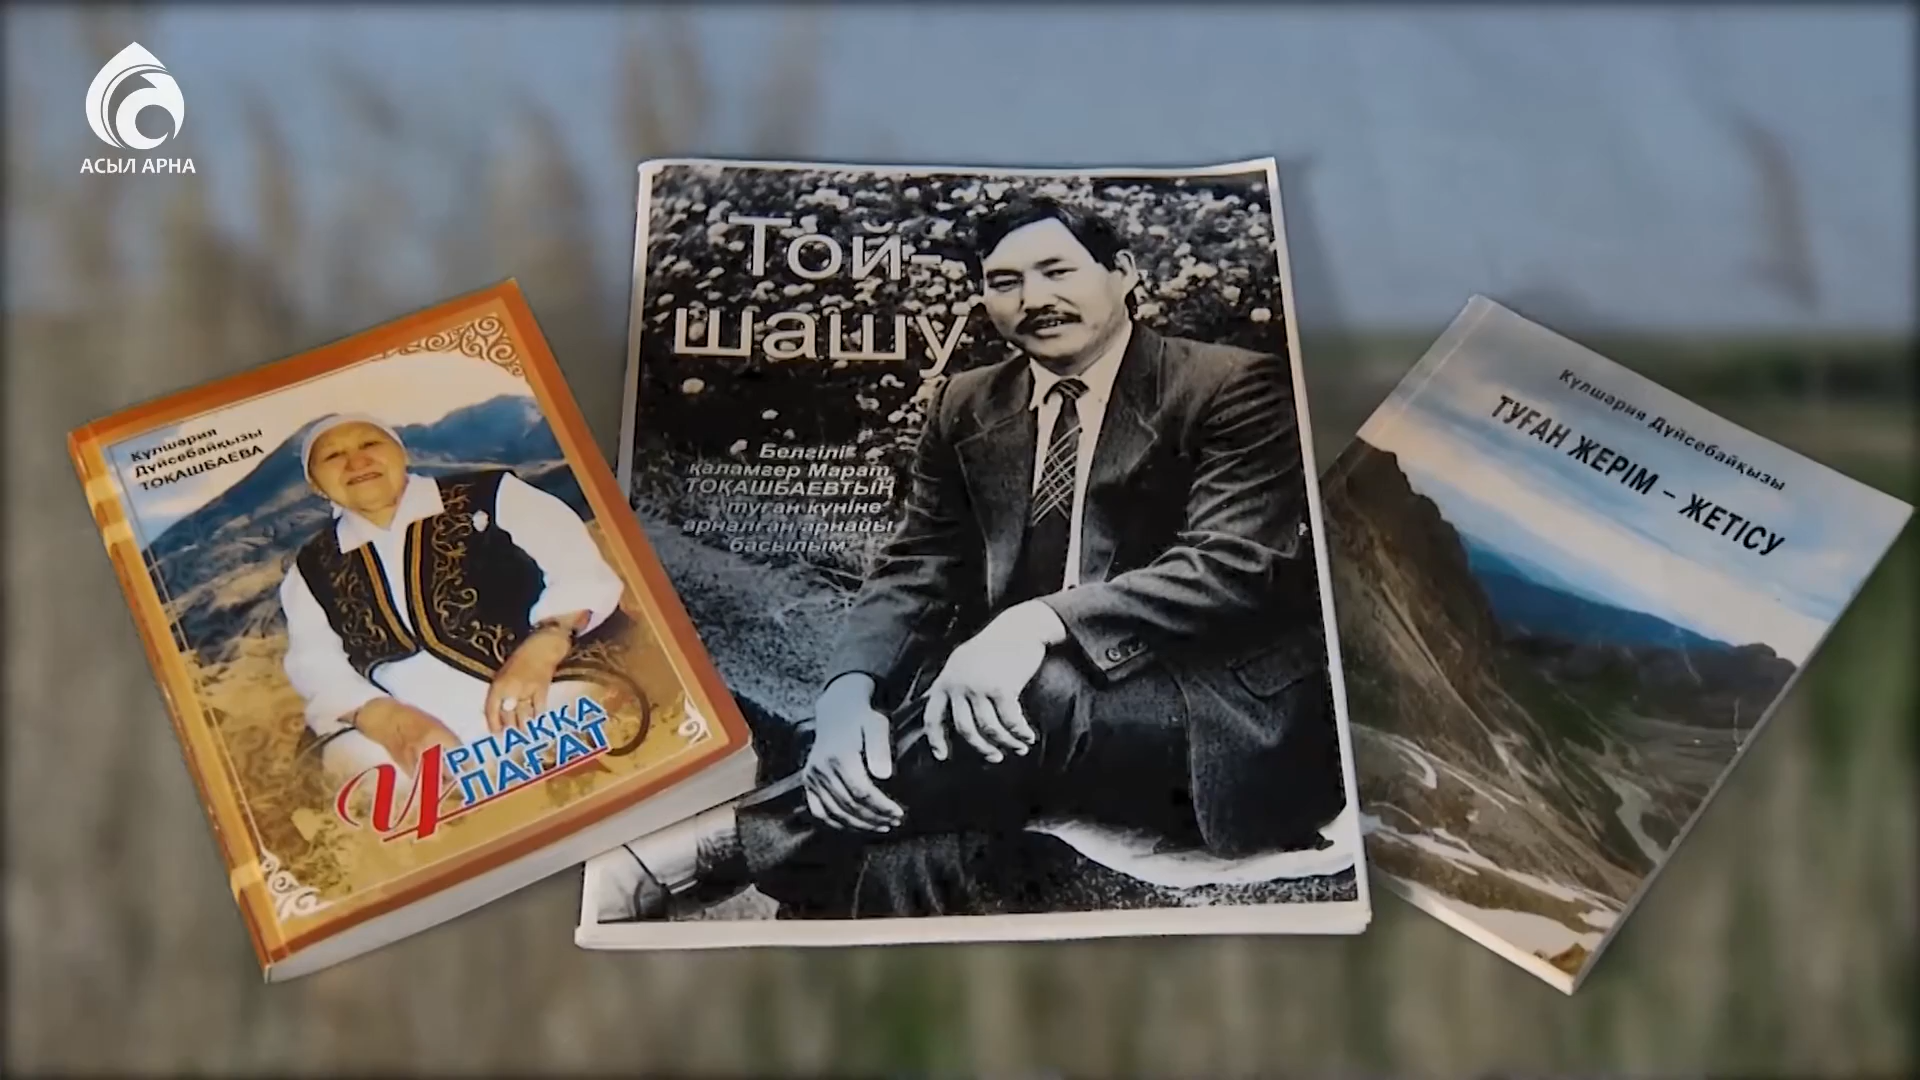 АСЫЛ АРНА
Күлшария
Дүйсебайқызы
ТОҚАШБАЕВА
ҰРПАҚҚА
ҰЛАҒАТ
Той-
шашу
Белгілі
қаламгер Марат
ТОҚАШБАЕВТЫҢ
туған күніне
арналған арнайы
басылым
Күлшария Дүйсебайқызы
ТУҒАН ЖЕРІМ – ЖЕТІСУ